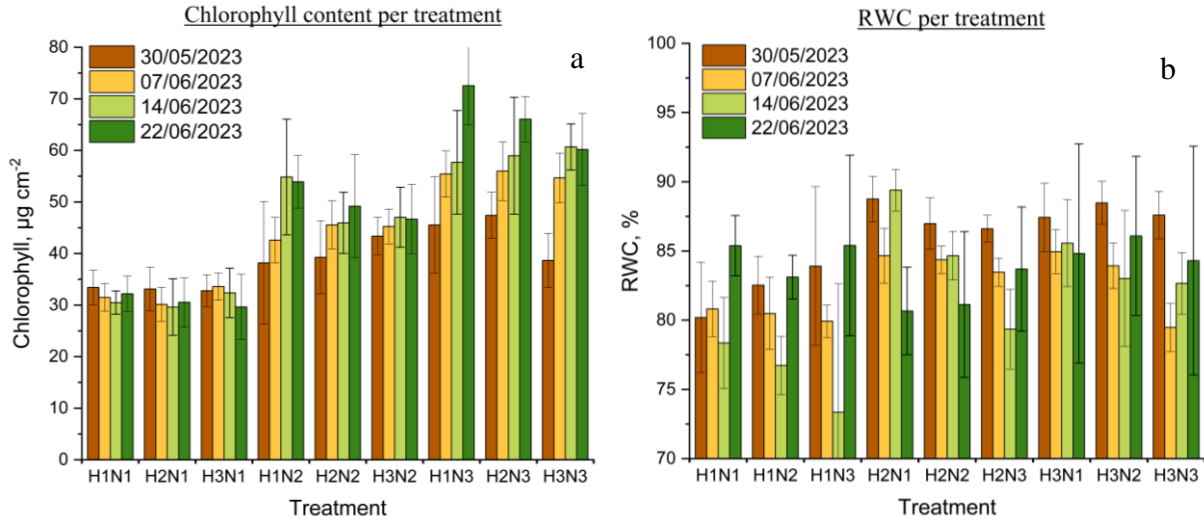 Chlorophyll content per treatment
80
70
60
50
40
30
20
10
0
Chlorophyll, µg cm⁻²
30/05/2023
07/06/2023
14/06/2023
22/06/2023
a
H1N1 H2N1 H3N1 H1N2 H2N2 H3N2 H1N3 H2N3 H3N3
Treatment
RWC per treatment
100
95
90
85
80
75
70
RWC, %
30/05/2023
07/06/2023
14/06/2023
22/06/2023
b
H1N1 H1N2 H1N3 H2N1 H2N2 H2N3 H3N1 H3N2 H3N3
Treatment